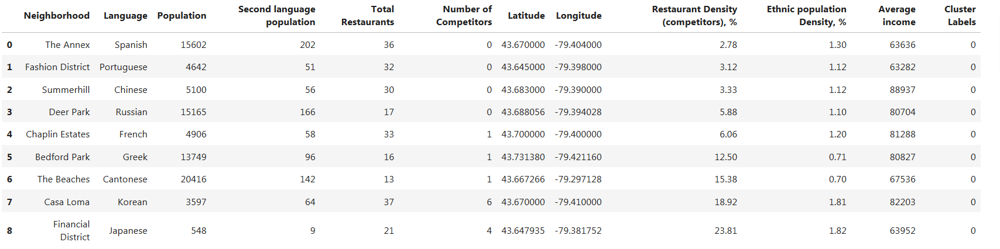 Neighborhood Language Population Second language population Total Restaurants Number of Competitors Latitude Longitude Restaurant Density (competitors), % Ethnic population Density, % Average income Cluster Labels
0 The Annex Spanish 15602 202 36 0 43.670000 -79.404000 2.78 1.30 63636 0
1 Fashion District Portuguese 4642 51 32 0 43.645000 -79.398000 3.12 1.12 63282 0
2 Summerhill Chinese 5100 56 30 0 43.683000 -79.390000 3.33 1.12 88937 0
3 Deer Park Russian 15165 166 17 0 43.688056 -79.394028 5.88 1.10 80704 0
4 Chaplin Estates French 4906 58 33 1 43.700000 -79.400000 6.06 1.20 81288 0
5 Bedford Park Greek 13749 96 16 1 43.731380 -79.421160 12.50 0.71 80827 0
6 The Beaches Cantonese 20416 142 13 1 43.667266 -79.297128 15.38 0.70 67536 0
7 Casa Loma Korean 3597 64 37 6 43.670000 -79.410000 18.92 1.81 82203 0
8 Financial District Japanese 548 9 21 4 43.647935 -79.381752 23.81 1.82 63952 0